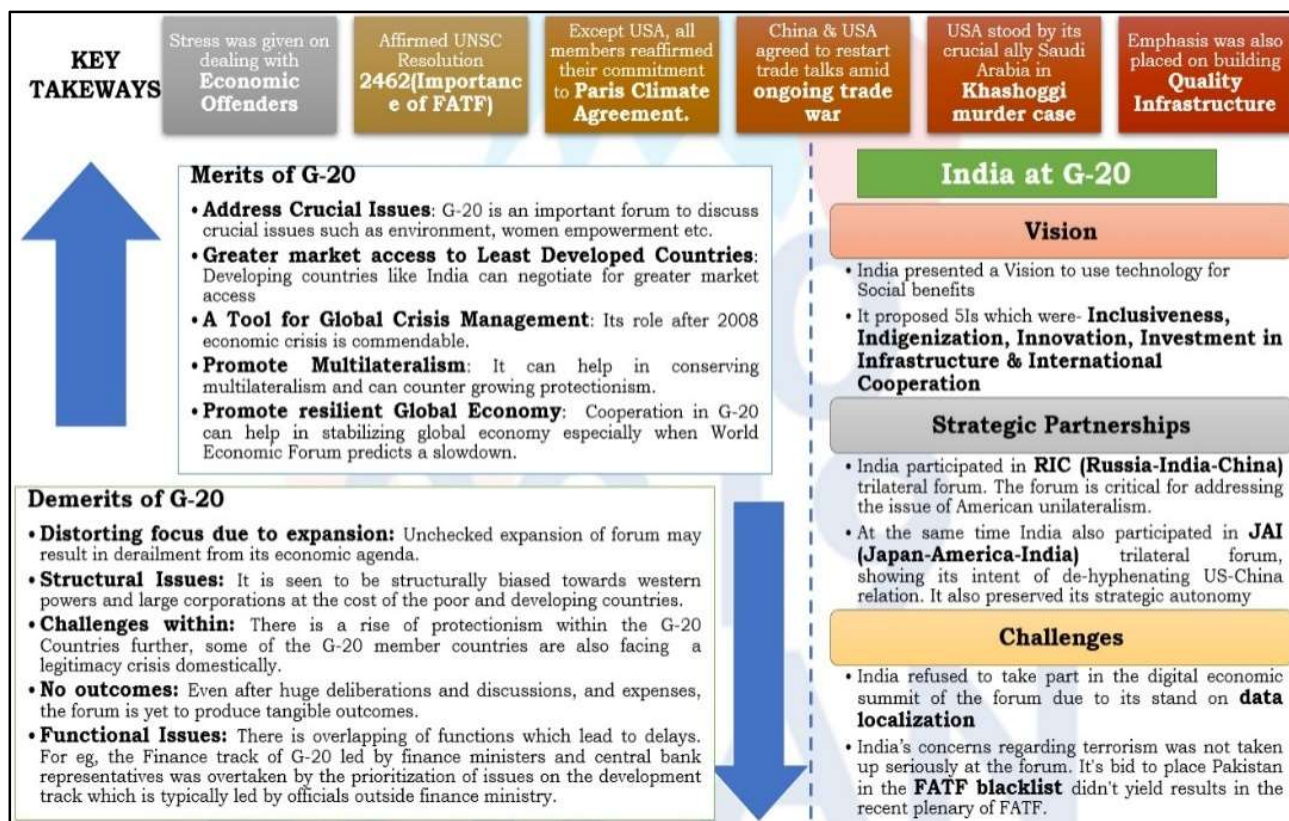 KEY
TAKEWAYS
Stress was given on
dealing with
Economic
Offenders
Affirmed UNSC
Resolution
2462(Importanc
e of FATF)
Except USA, all
members reaffirmed
their commitment
to Paris Climate
Agreement.
China & USA
agreed to restart
trade talks amid
ongoing trade
war
USA stood by its
crucial ally Saudi
Arabia in
Khashoggi
murder case
Emphasis was also
placed on building
Quality
Infrastructure
Merits of G-20
• Address Crucial Issues: G-20 is an important forum to discuss
crucial issues such as environment, women empowerment etc.
• Greater market access to Least Developed Countries:
Developing countries like India can negotiate for greater market
access
• A Tool for Global Crisis Management: Its role after 2008
economic crisis is commendable.
• Promote Multilateralism: It can help in conserving
multilateralism and can counter growing protectionism.
• Promote resilient Global Economy: Cooperation in G-20
can help in stabilizing global economy especially when World
Economic Forum predicts a slowdown.
Demerits of G-20
• Distorting focus due to expansion: Unchecked expansion of forum may
result in derailment from its economic agenda.
• Structural Issues: It is seen to be structurally biased towards western
powers and large corporations at the cost of the poor and developing countries.
• Challenges within: There is a rise of protectionism within the G-20
Countries further, some of the G-20 member countries are also facing a
legitimacy crisis domestically.
• No outcomes: Even after huge deliberations and discussions, and expenses,
the forum is yet to produce tangible outcomes.
• Functional Issues: There is overlapping of functions which lead to delays.
For eg, the Finance track of G-20 led by finance ministers and central bank
representatives was overtaken by the prioritization of issues on the development
track which is typically led by officials outside finance ministry.
India at G-20
Vision
• India presented a Vision to use technology for
Social benefits
• It proposed 5Is which were- Inclusiveness,
Indigenization, Innovation, Investment in
Infrastructure & International
Cooperation
Strategic Partnerships
• India participated in RIC (Russia-India-China)
trilateral forum. The forum is critical for addressing
the issue of American unilateralism.
• At the same time India also participated in JAI
(Japan-America-India) trilateral forum,
showing its intent of de-hyphenating US-China
relation. It also preserved its strategic autonomy
Challenges
• India refused to take part in the digital economic
summit of the forum due to its stand on data
localization
• India's concerns regarding terrorism was not taken
up seriously at the forum. It's bid to place Pakistan
in the FATF blacklist didn't yield results in the
recent plenary of FATF.